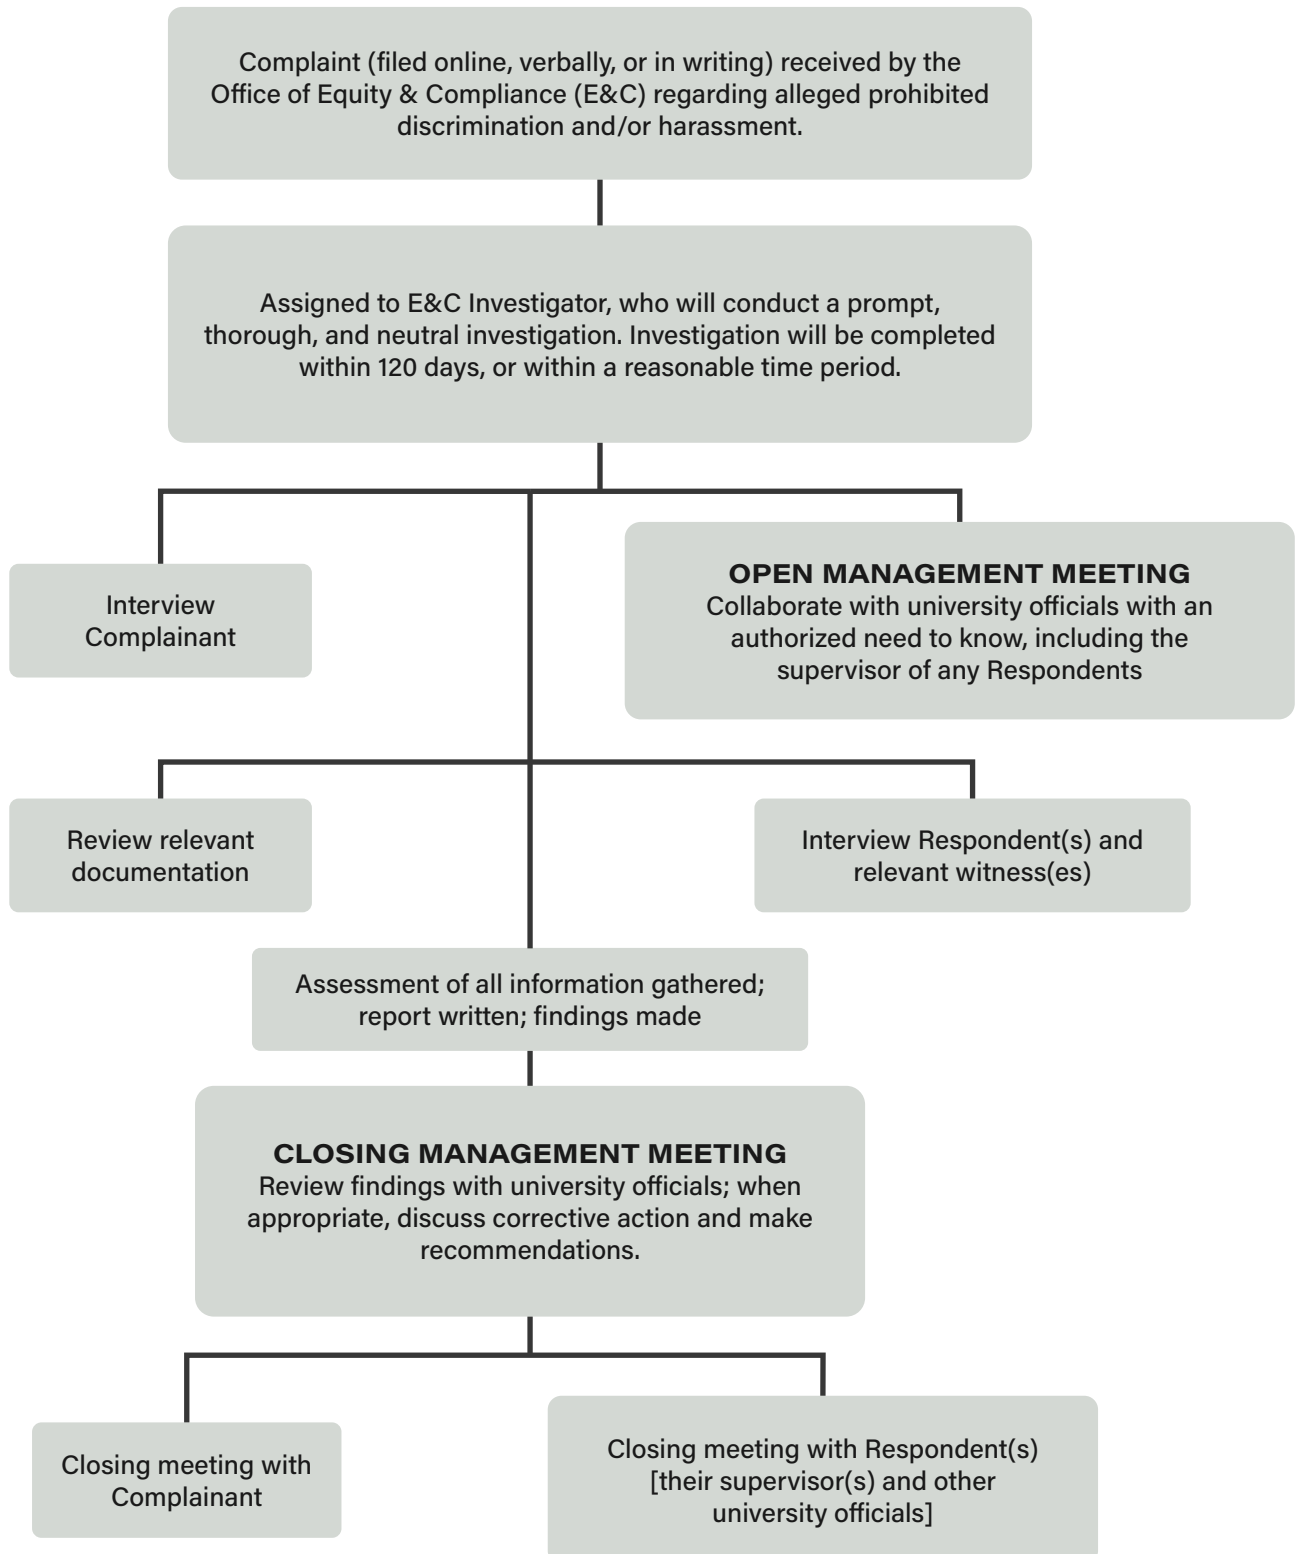 Complaint (filed online, verbally, or in writing) received by the
Office of Equity & Compliance (E&C) regarding alleged prohibited
discrimination and/or harassment.
Assigned to E&C Investigator, who will conduct a prompt,
thorough, and neutral investigation. Investigation will be completed
within 120 days, or within a reasonable time period.
Interview
Complainant
OPEN MANAGEMENT MEETING
Collaborate with university officials with an
authorized need to know, including the
supervisor of any Respondents
Review relevant
documentation
Interview Respondent(s) and
relevant witness(es)
Assessment of all information gathered;
report written; findings made
CLOSING MANAGEMENT MEETING
Review findings with university officials; when
appropriate, discuss corrective action and make
recommendations.
Closing meeting with
Complainant
Closing meeting with Respondent(s)
[their supervisor(s) and other
university officials]